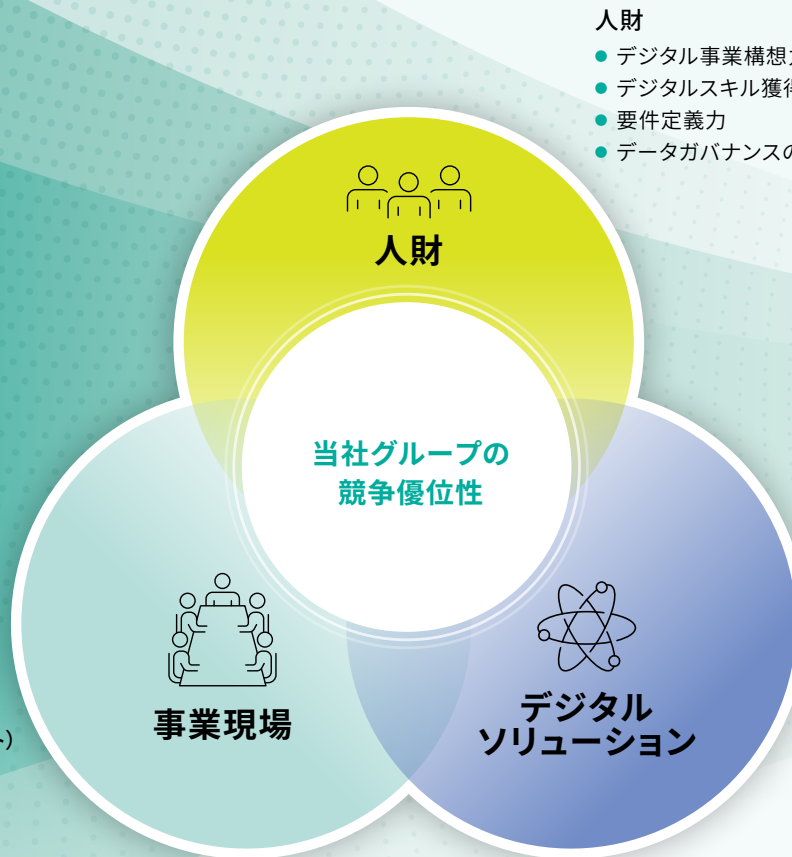 人財
● デジタル事業構想
● デジタルスキル獲得
● 要件定義力
● データガバナンスの
人財
当社グループの
競争優位性
事業現場
デジタル
ソリューション
)